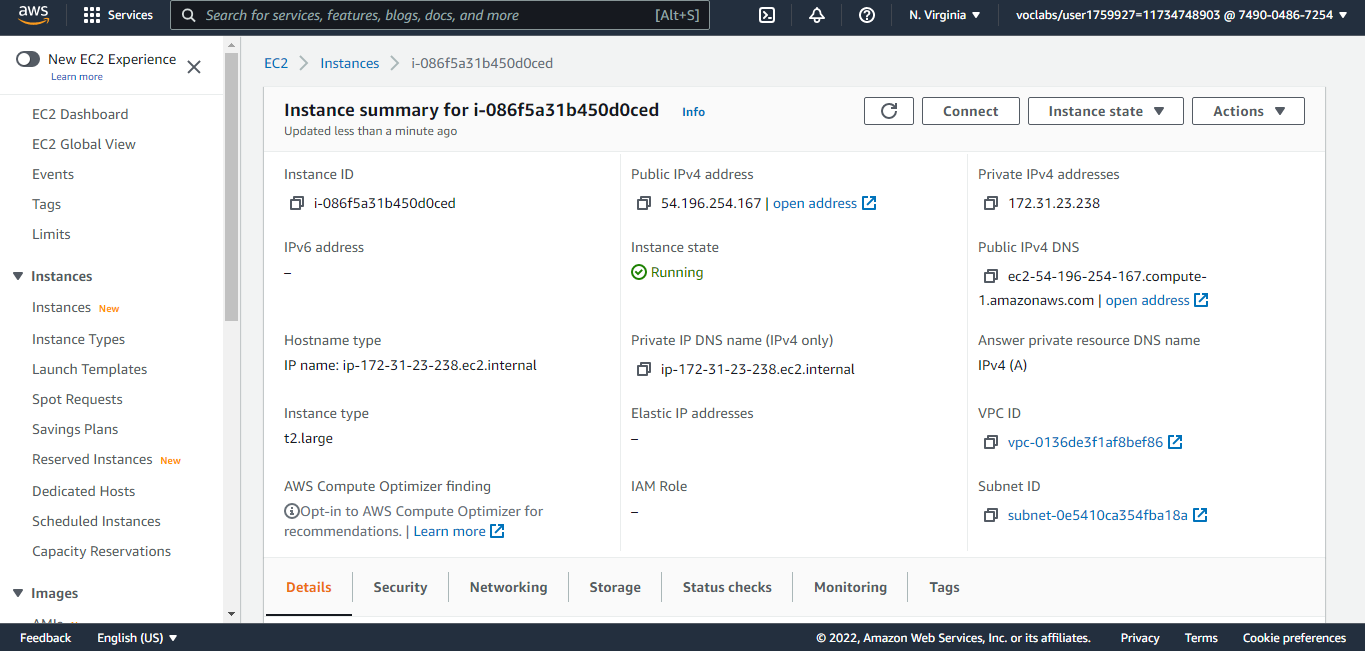 aws
Services
Search for services, features, blogs, docs, and more
[Alt+S]
N. Virginia
voclabs/user1759927=11734748903 @ 7490-0486-7254
New EC2 Experience
Learn more
EC2 Dashboard
EC2 Global View
Events
Tags
Limits
Instances
Instances New
Instance Types
Launch Templates
Spot Requests
Savings Plans
Reserved Instances New
Dedicated Hosts
Scheduled Instances
Capacity Reservations
Images
EC2
Instances
i-086f5a31b450d0ced
Instance summary for i-086f5a31b450d0ced Info
Updated less than a minute ago
Connect
Instance state
Actions
Instance ID
i-086f5a31b450d0ced
Public IPv4 address
54.196.254.167 | open address
Private IPv4 addresses
172.31.23.238
IPv6 address
–
Instance state
Running
Public IPv4 DNS
ec2-54-196-254-167.compute-
1.amazonaws.com | open address
Hostname type
IP name: ip-172-31-23-238.ec2.internal
Private IP DNS name (IPv4 only)
ip-172-31-23-238.ec2.internal
Answer private resource DNS name
IPv4 (A)
Instance type
t2.large
Elastic IP addresses
–
VPC ID
vpc-0136de3f1af8bef86
AWS Compute Optimizer finding
Opt-in to AWS Compute Optimizer for
recommendations. | Learn more
IAM Role
–
Subnet ID
subnet-0e5410ca354fba18a
Details
Security
Networking
Storage
Status checks
Monitoring
Tags
Feedback
English (US)
© 2022, Amazon Web Services, Inc. or its affiliates.
Privacy
Terms
Cookie preferences